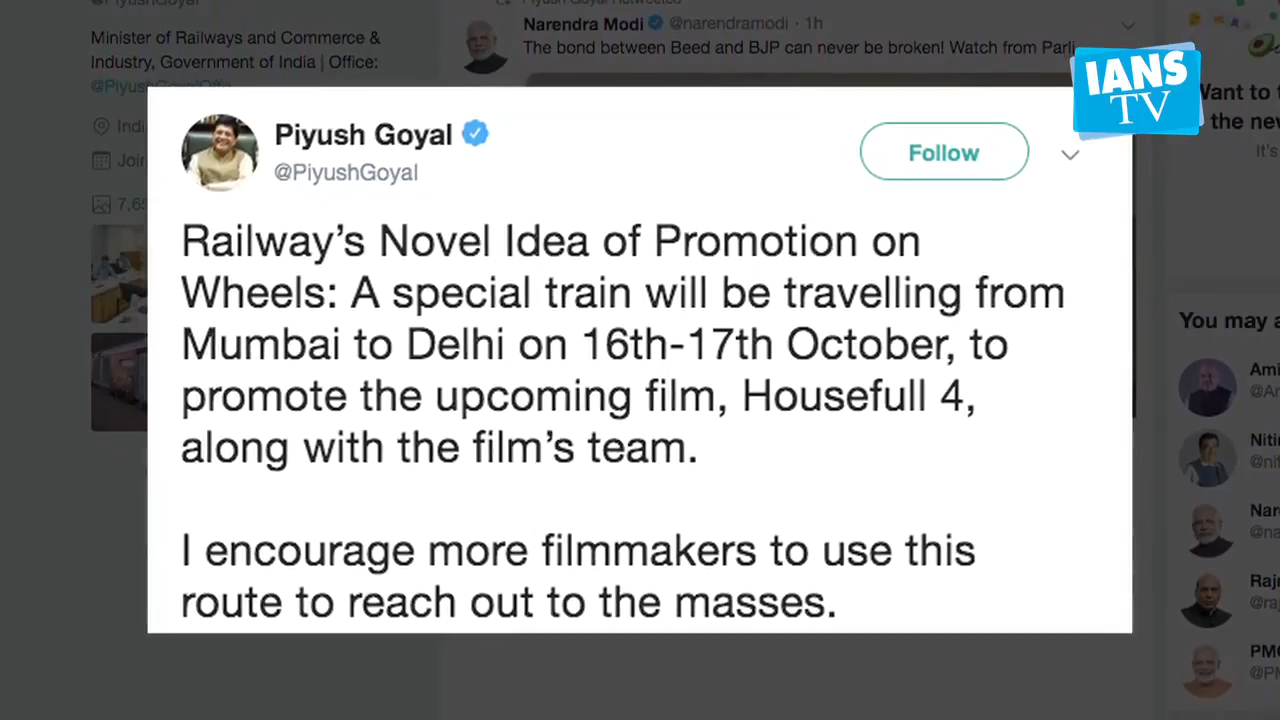 Minister of Railways and Commerce &
Industry, Government of India | Office:
Narendra Modi @narendramodi · 1h
The bond between Beed and BJP can never be broken! Watch from Parli
IANS
TV
Piyush Goyal
@PiyushGoyal
Follow
Railway’s Novel Idea of Promotion on
Wheels: A special train will be travelling from
Mumbai to Delhi on 16th-17th October, to
promote the upcoming film, Housefull 4,
along with the film’s team.
I encourage more filmmakers to use this
route to reach out to the masses.
You may